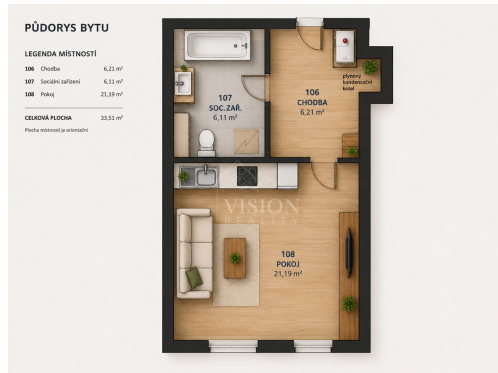 PŮDORYS BYTU
LEGENDA MÍSTNOSTÍ
106 Chodba 6,21 m²
107 Sociální zařízení 6,11 m²
108 Pokoj 21,19 m²
CELKOVÁ PLOCHA 33,51 m²
Plocha místností je orientační
plynový
kondenzační
kotel
106
CHODBA
6,21 m²
107
SOC. ZAŘ.
6,11 m²
VISION
REALITY
108
POKOJ
21,19 m²